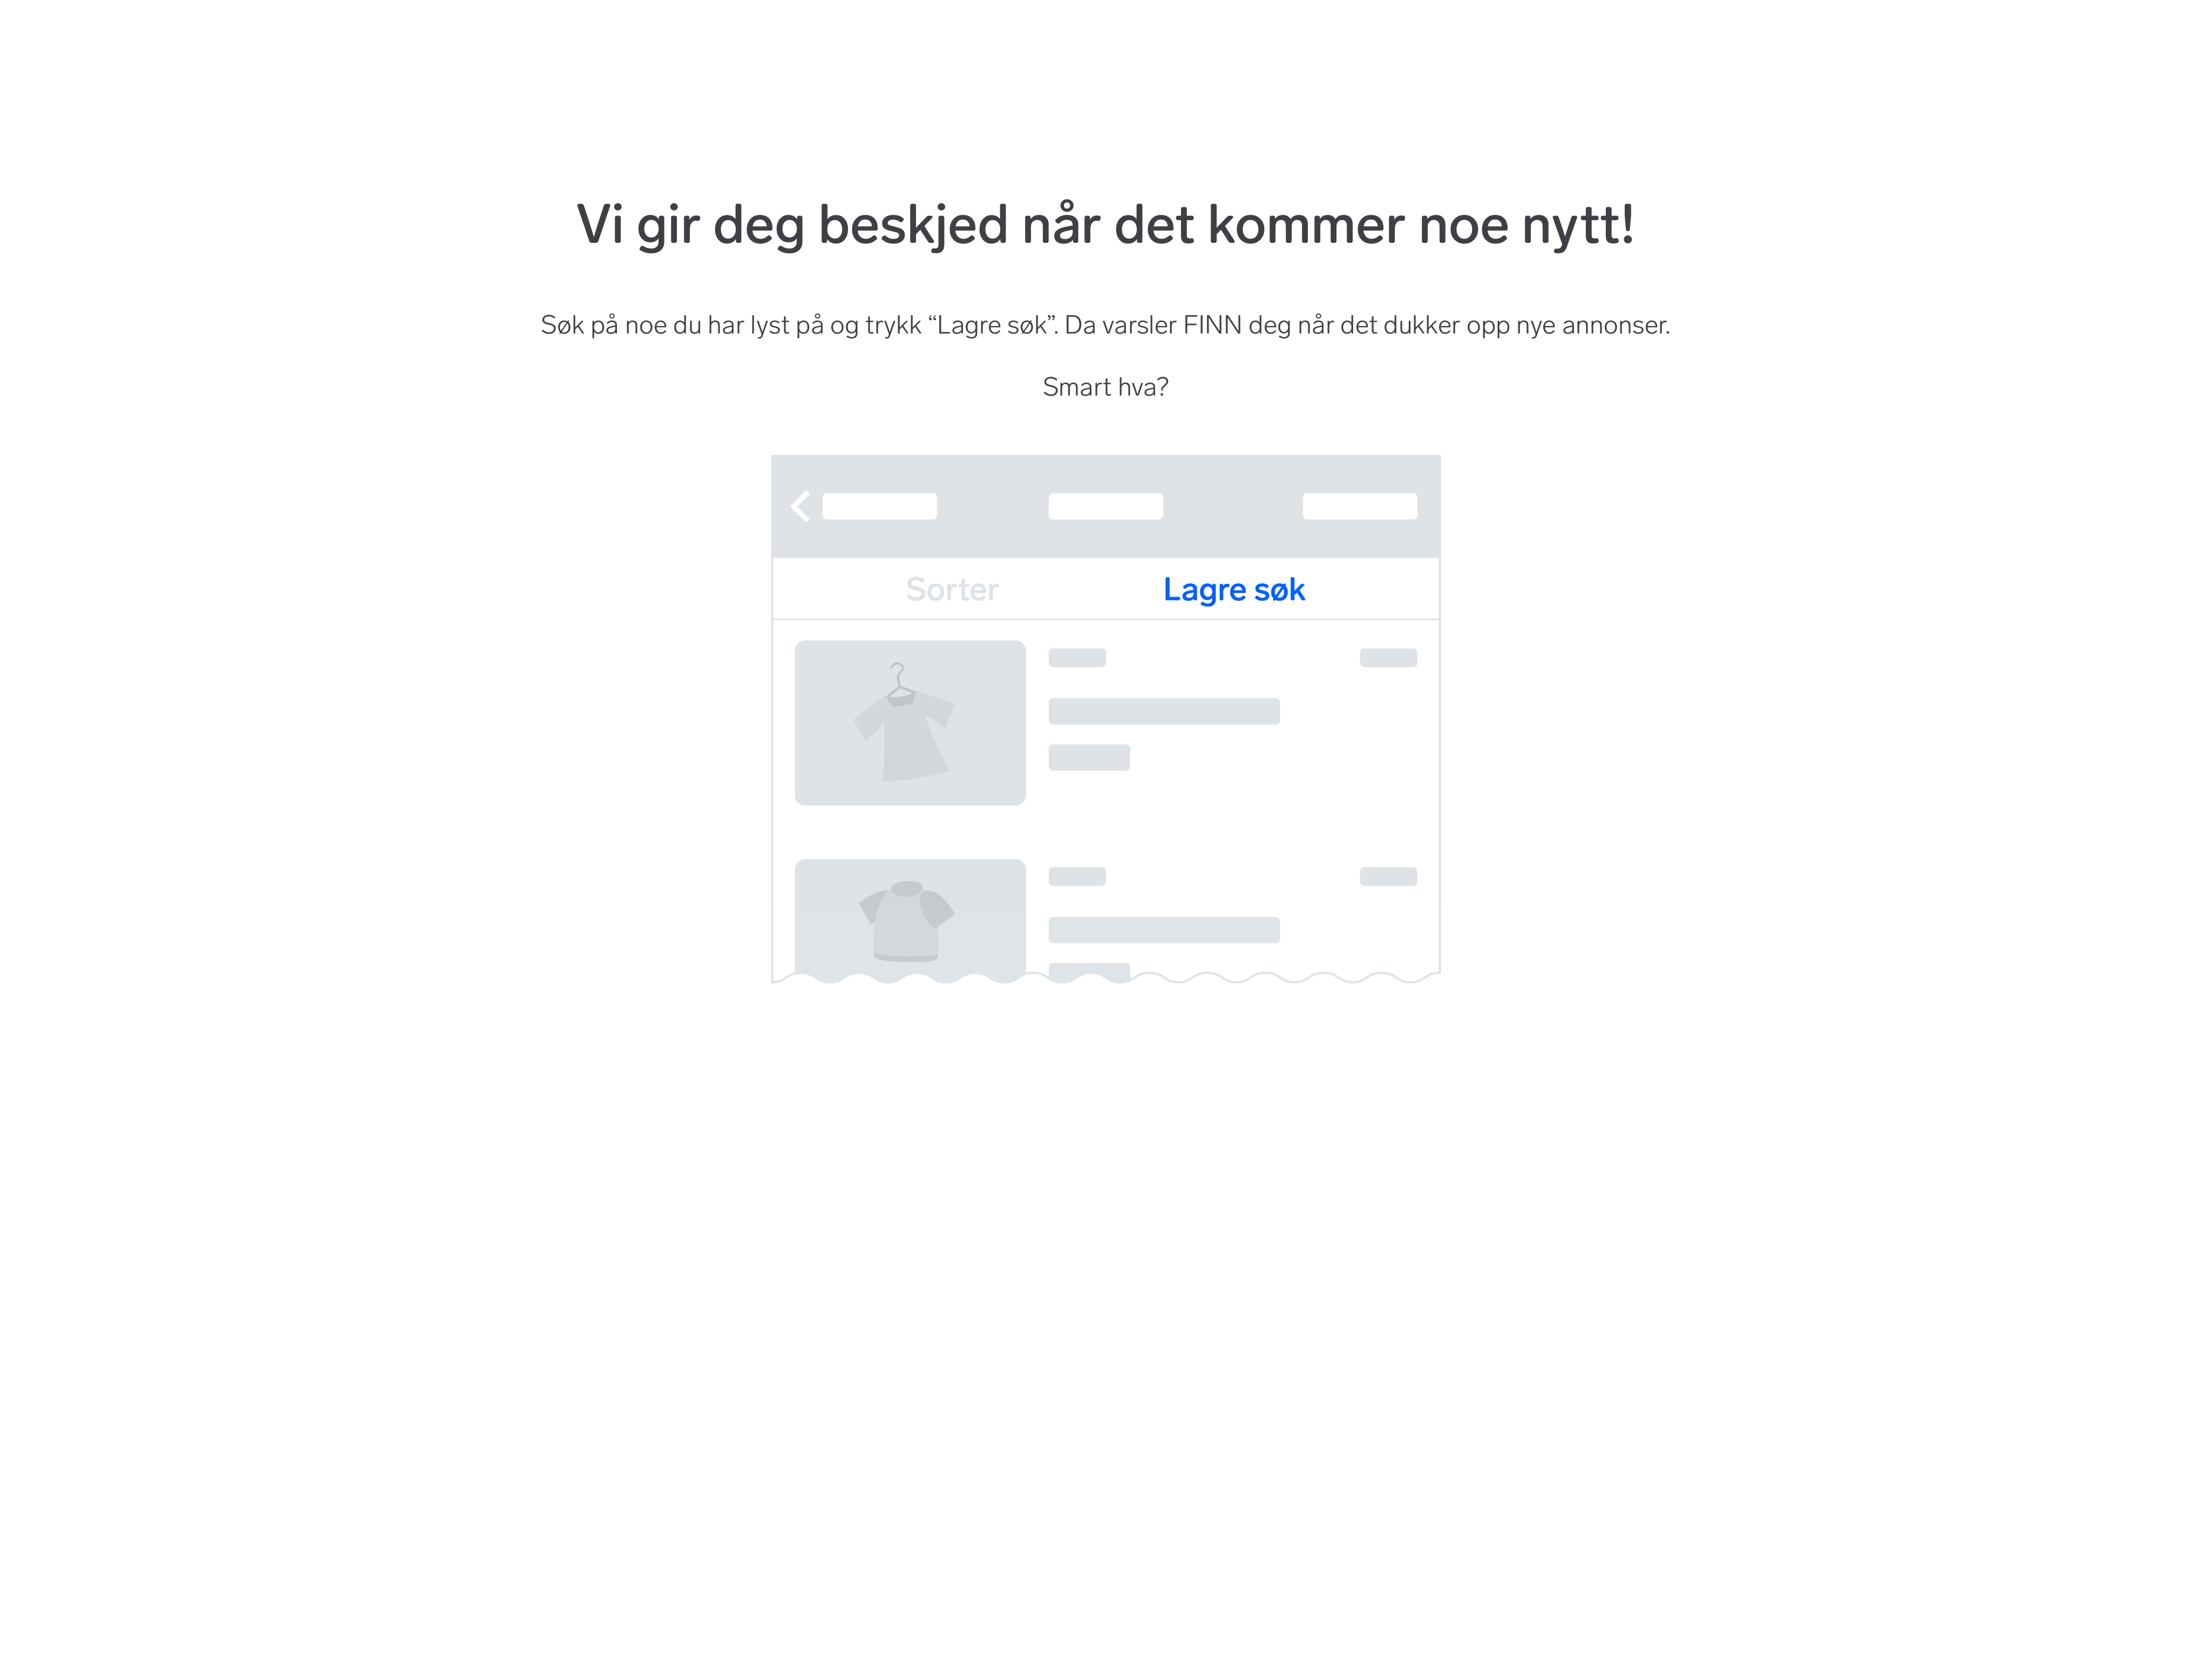 Vi gir deg beskjed når det kommer noe nytt!
Søk på noe du har lyst på og trykk “Lagre søk”. Da varsler FINN deg når det dukker opp nye annonser.
Smart hva?
Sorter
Lagre søk